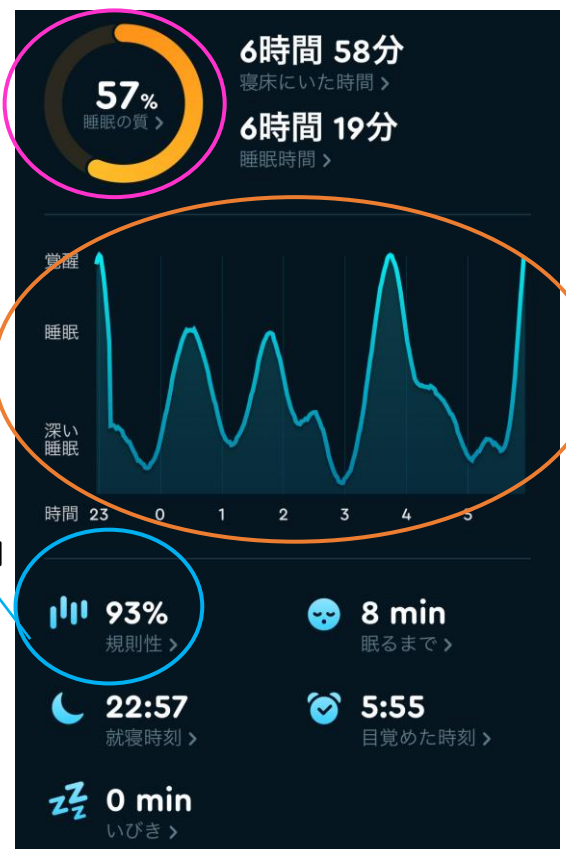 57%
睡眠の質 >
6時間 58分
寝床にいた時間 >
6時間 19分
睡眠時間 >
覚醒
睡眠
深い
睡眠
時間 23 0 1 2 3 4 5
93%
規則性 >
8 min
眠るまで >
22:57
就寝時刻 >
5:55
目覚めた時刻 >
0 min
いびき >